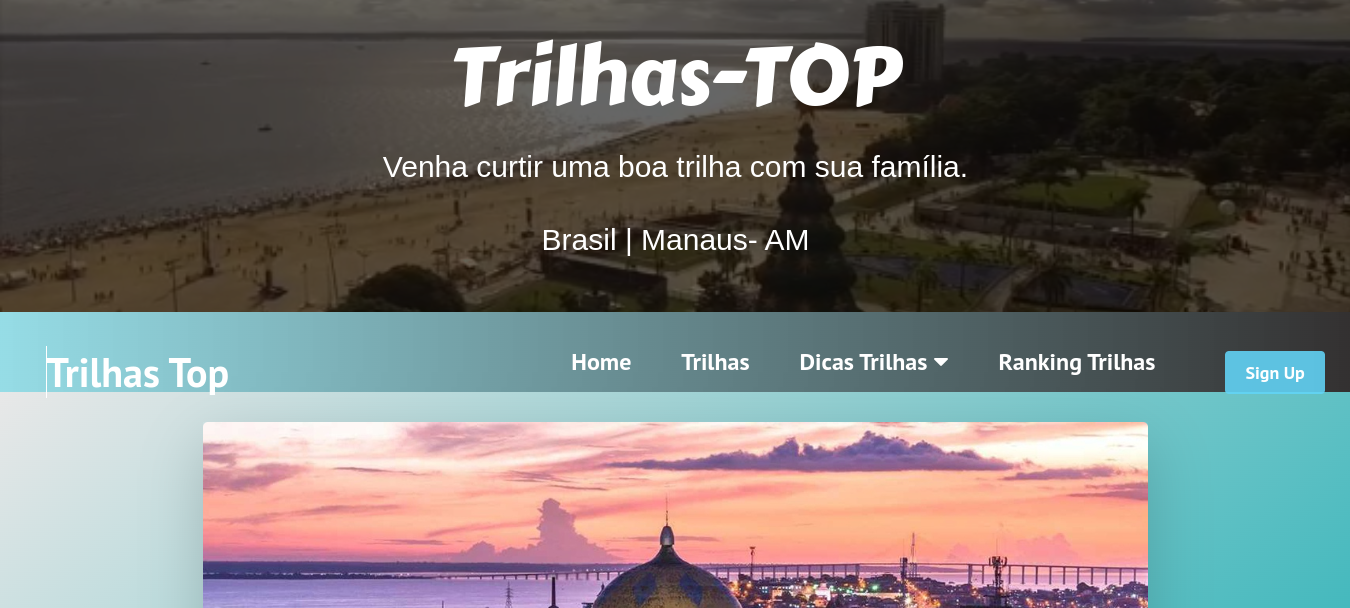 Trilhas-TOP
Venha curtir uma boa trilha com sua família.
Brasil | Manaus- AM
Trilhas Top
Home
Trilhas
Dicas Trilhas
Ranking Trilhas
Sign Up